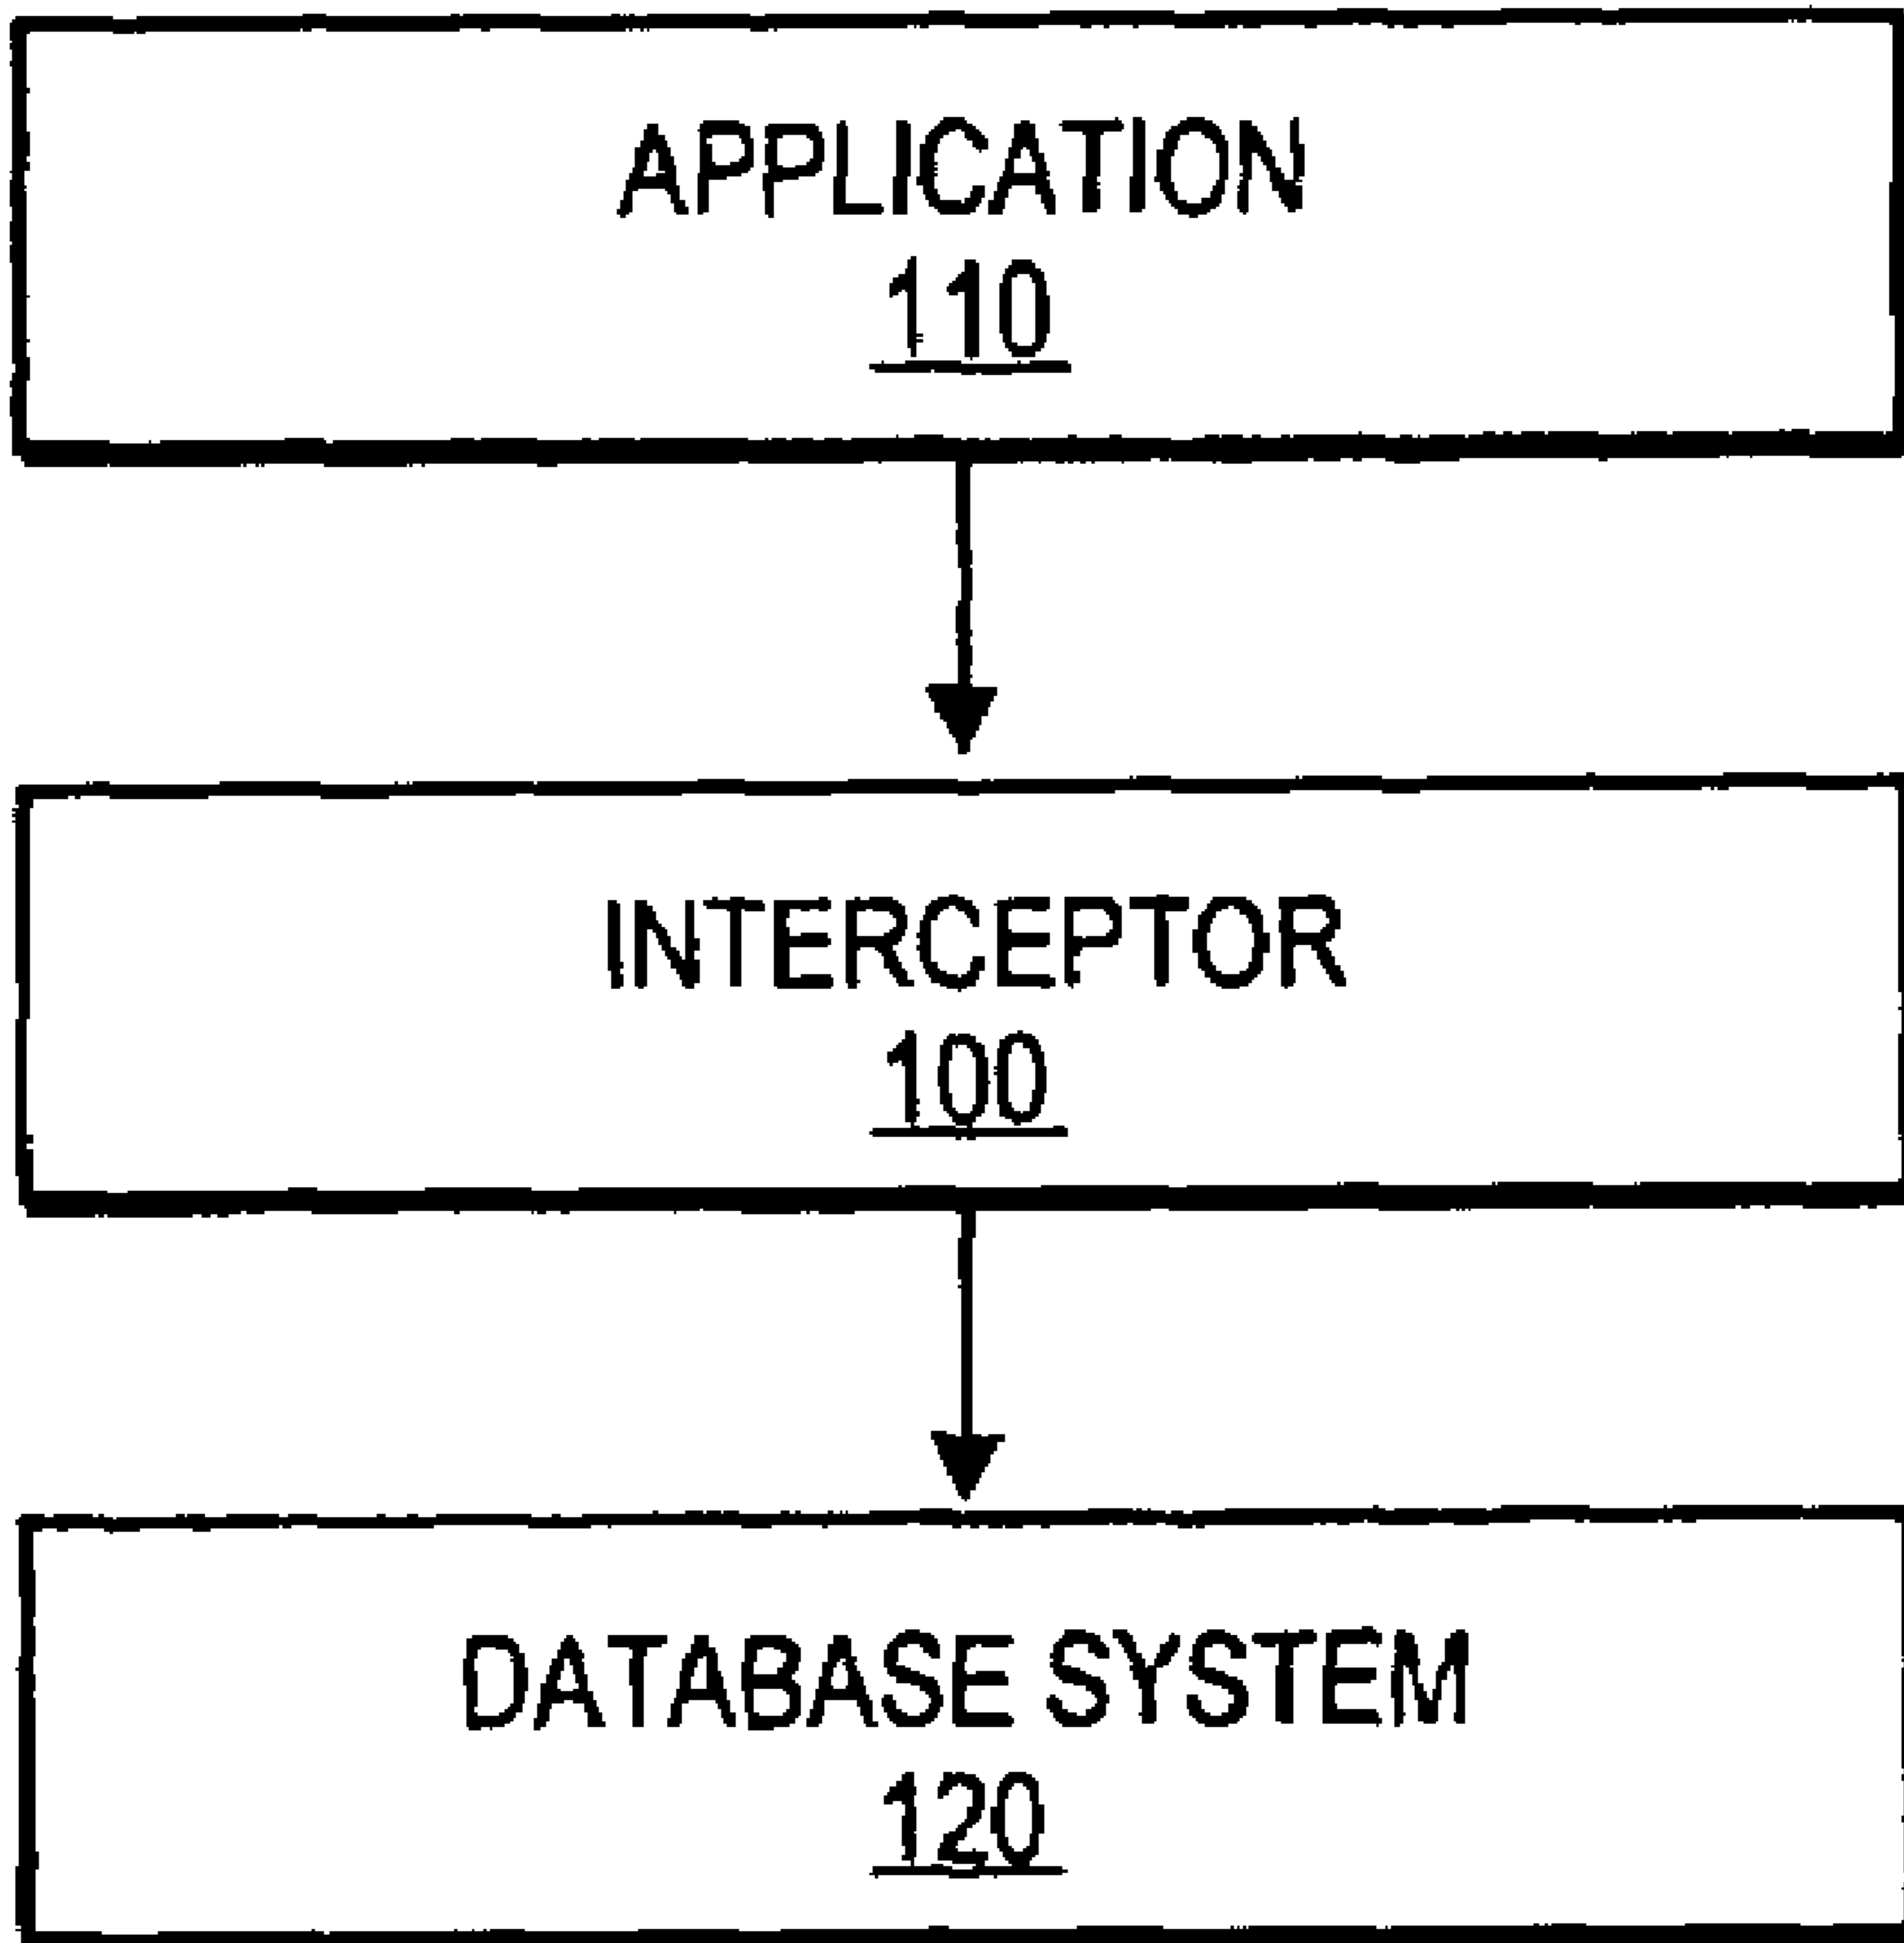 APPLICATION
110
INTERCEPTOR
100
DATABASE SYSTEM
120